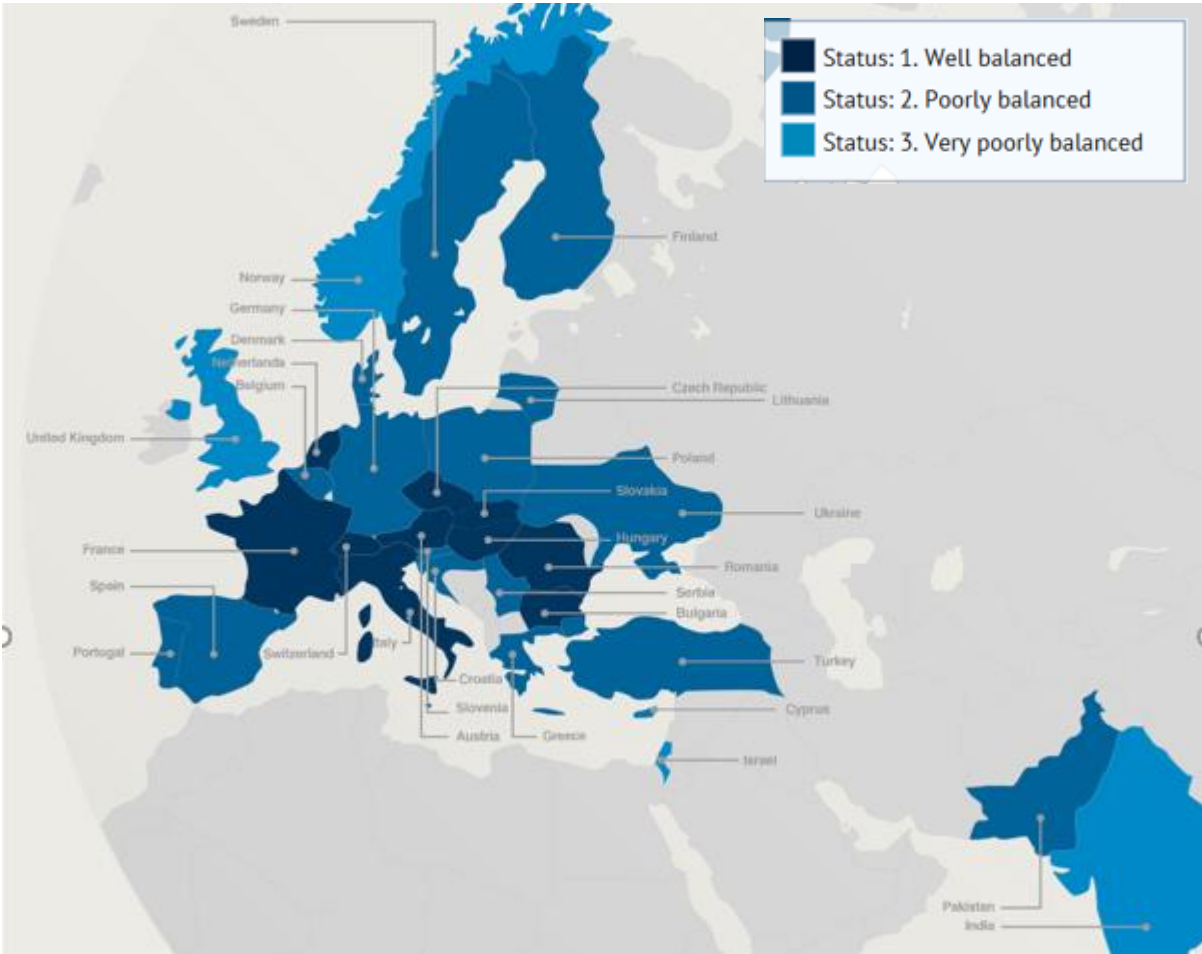 Sweden
Status: 1. Well balanced
Status: 2. Poorly balanced
Status: 3. Very poorly balanced
Finland
Norway
Germany
Denmark
Netherlands
Belgium
Czech Republic
Lithuania
United Kingdom
Poland
Slovakia
Ukraine
Hungary
France
Romania
Spain
Serbia
Bulgaria
Italy
Portugal
Switzerland
Turkey
Croatia
Slovenia
Cyprus
Austria
Greece
Israel
Pakistan
India